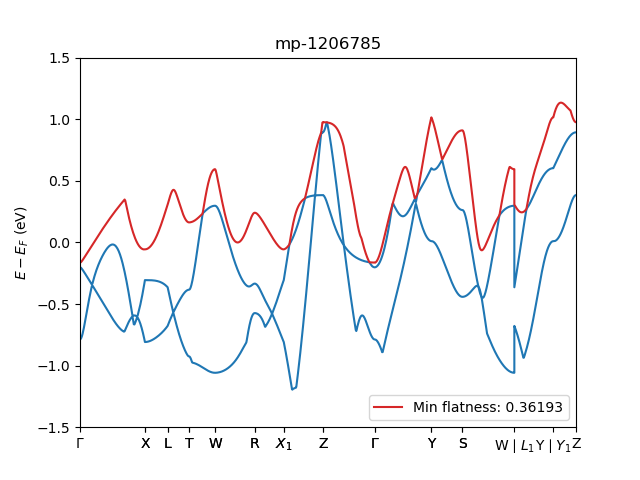 mp-1206785
E − E_F (eV)
1.5
1.0
0.5
0.0
−0.5
−1.0
−1.5
Min flatness: 0.36193
Γ X L T W R X₁ Z Γ Y S W | L₁ Y | Y₁ Z